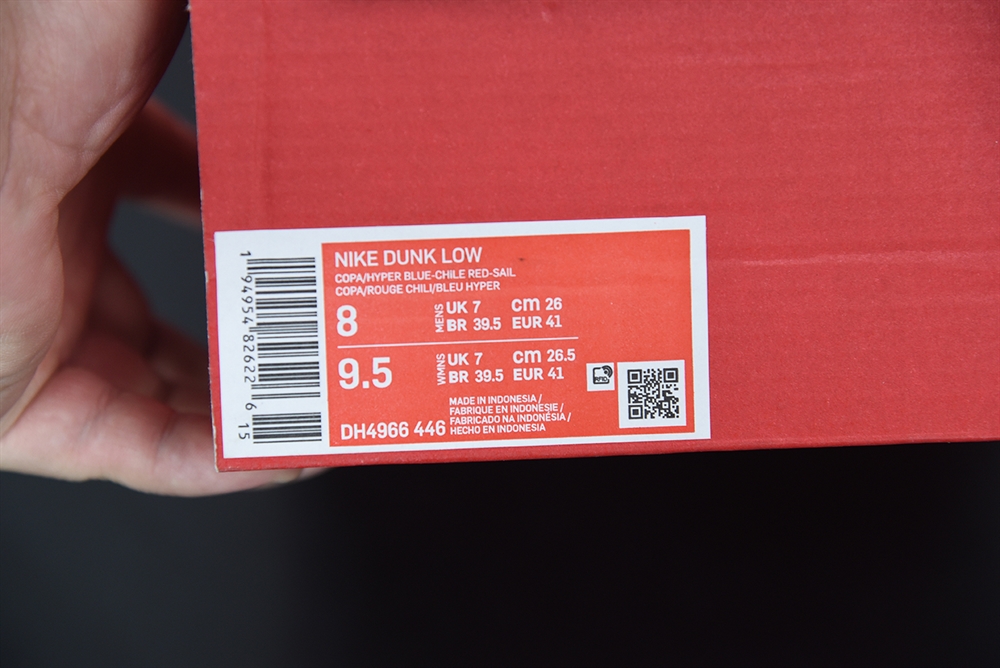 NIKE DUNK LOW
COPA/HYPER BLUE-CHILE RED-SAIL
COPA/ROUGE CHILI/BLEU HYPER
8
MENS
UK 7 cm 26
BR 39.5 EUR 41
9.5
WMNS
UK 7 cm 26.5
BR 39.5 EUR 41
RFID
MADE IN INDONESIA /
FABRIQUE EN INDONESIE /
FABRICADO NA INDONÉSIA /
HECHO EN INDONESIA
DH4966 446
1 94954 82622 6 15